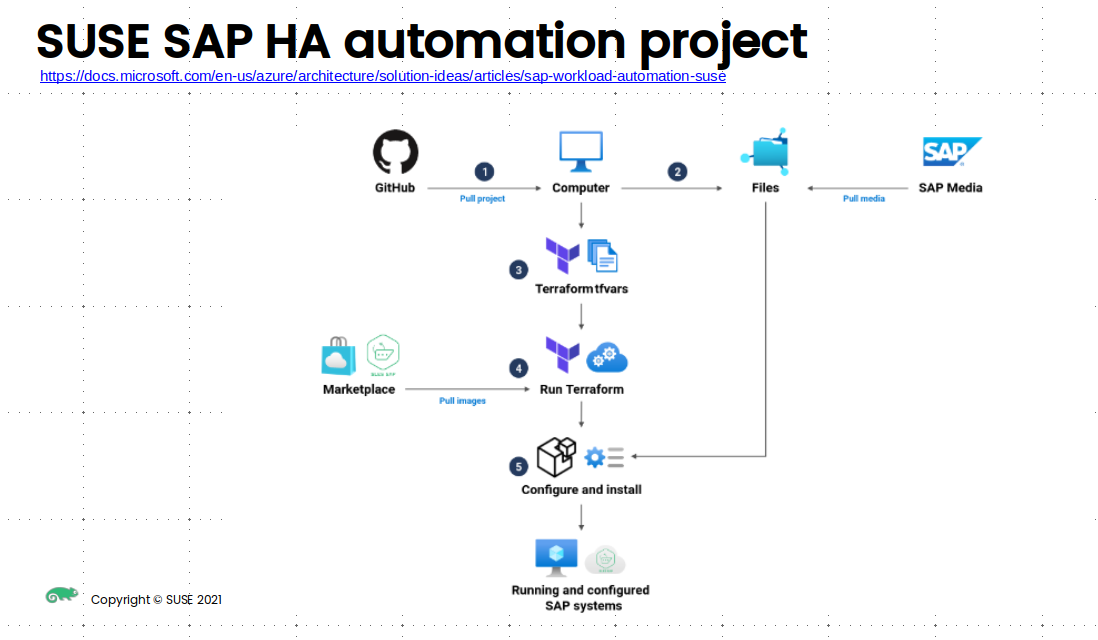 SUSE SAP HA automation project
https://docs.microsoft.com/en-us/azure/architecture/solution-ideas/articles/sap-workload-automation-suse
1
2
SAP
GitHub
Computer
Files
SAP Media
Pull project
Pull media
3
Terraform tfvars
SUSE SAP
4
Marketplace
Run Terraform
Pull images
5
Configure and install
Running and configured
SAP systems
Copyright © SUSE 2021